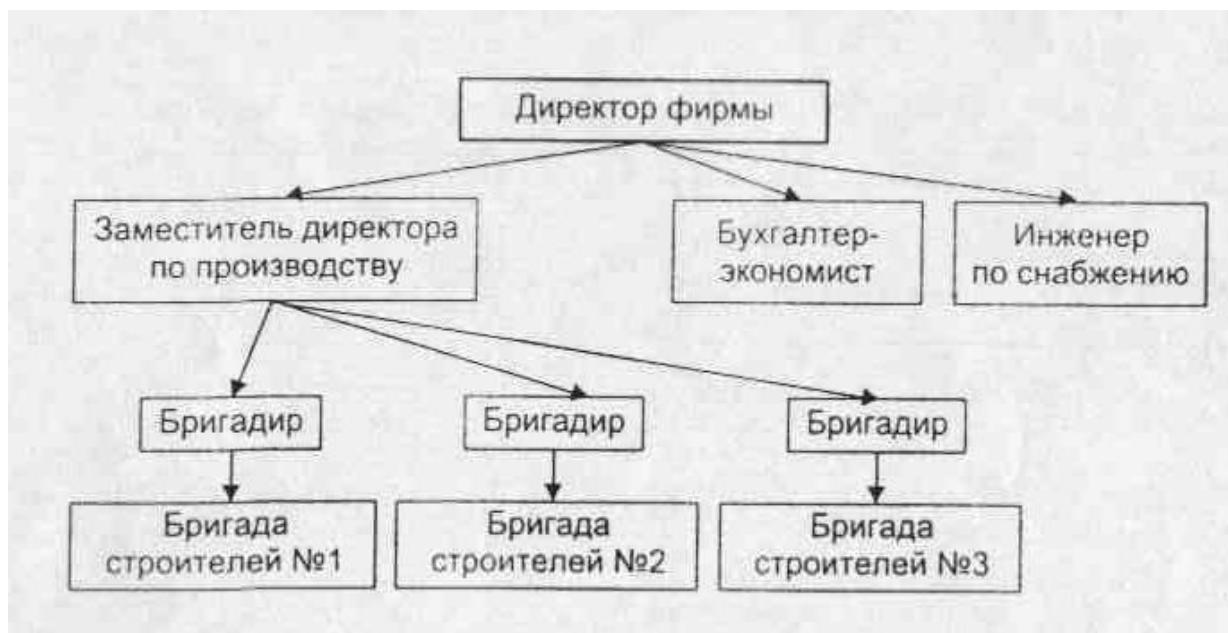 Директор фирмы
Заместитель директора
по производству
Бухгалтер-
экономист
Инженер
по снабжению
Бригадир
Бригадир
Бригадир
Бригада
строителей №1
Бригада
строителей №2
Бригада
строителей №3